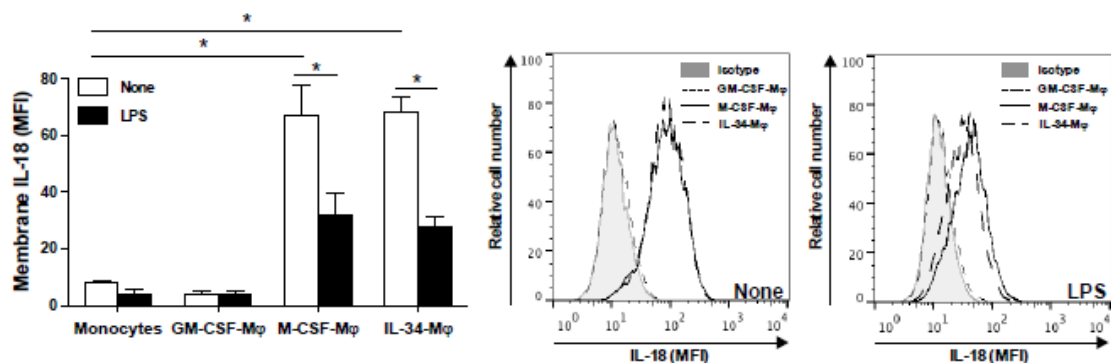 *
*
*
*
Membrane IL-18 (MFI)
80
60
40
20
0
None
LPS
Monocytes GM-CSF-Mφ M-CSF-Mφ IL-34-Mφ
Relative cell number
100
80
60
40
20
0
Isotype
GM-CSF-Mφ
M-CSF-Mφ
IL-34-Mφ
None
10⁰ 10¹ 10² 10³ 10⁴
IL-18 (MFI)
Relative cell number
100
80
60
40
20
0
Isotype
GM-CSF-Mφ
M-CSF-Mφ
IL-34-Mφ
LPS
10⁰ 10¹ 10² 10³ 10⁴
IL-18 (MFI)